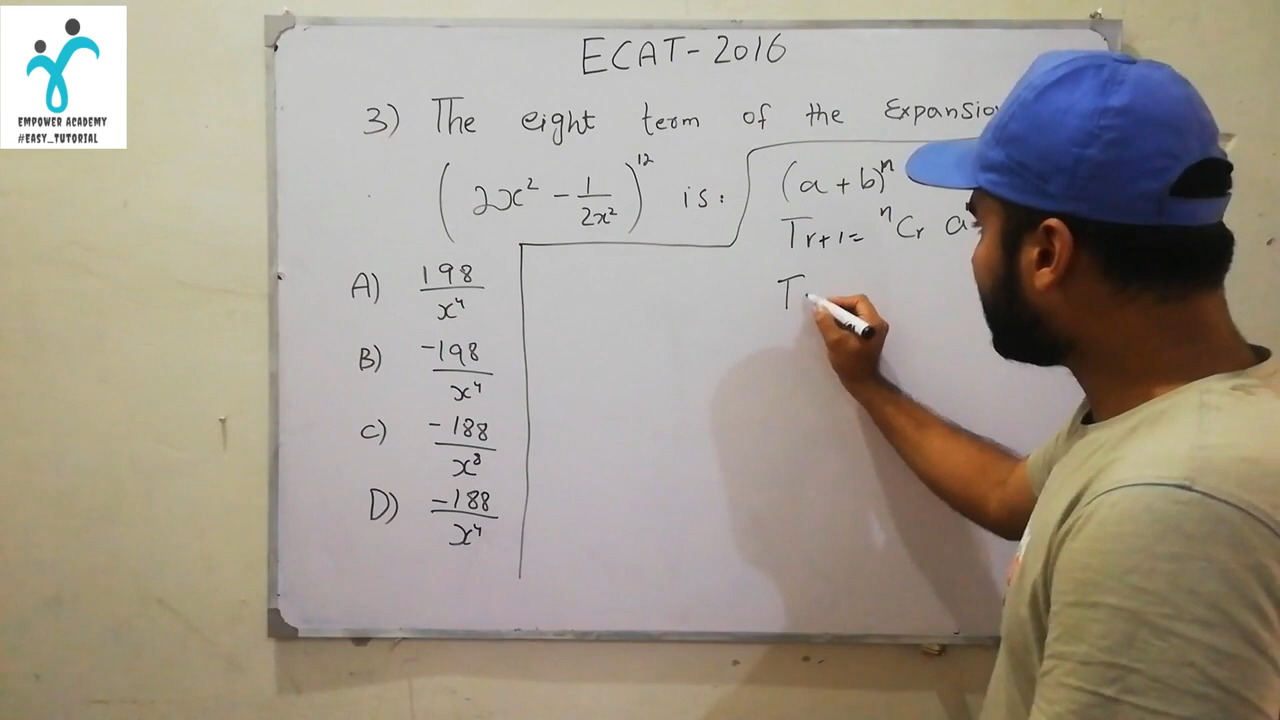 EMPOWER ACADEMY
#EASY_TUTORIAL
ECAT-2016
3) The eight term of the Expansio
(2x² - 1/2x²)¹² is:
A) 198/x⁴
B) -198/x⁴
C) -188/x⁸
D) -188/x⁴
(a + b)ⁿ
Tr+1 = ⁿCr a
T